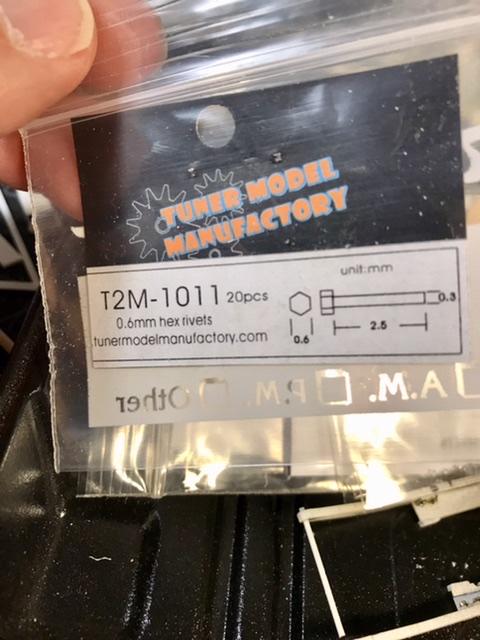 TUNER MODEL
MANUFACTORY
unit:mm
T2M-1011 20pcs
0.6mm hex rivets
tunermodelmanufactory.com
0.6
2.5
0.3
Other P.M. A.M.